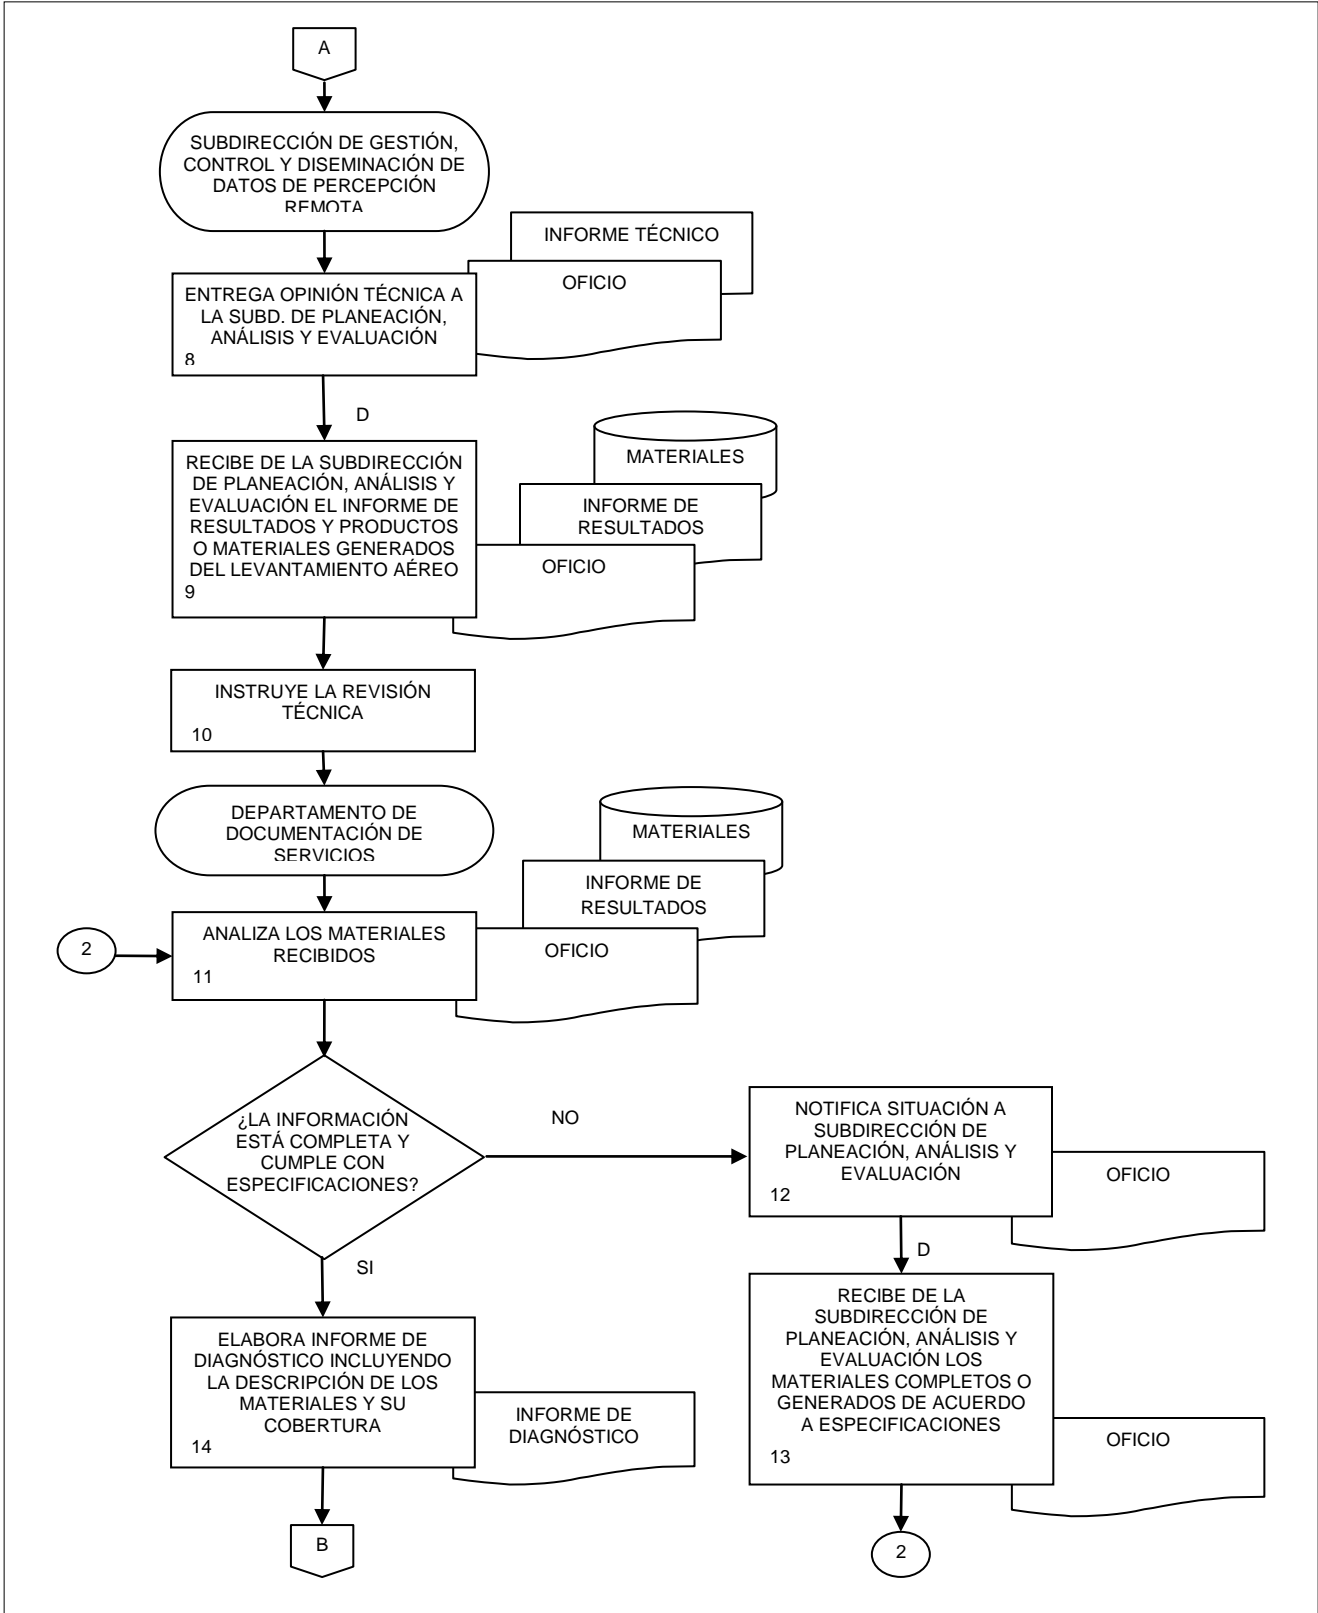 A
SUBDIRECCIÓN DE GESTIÓN,
CONTROL Y DISEMINACIÓN DE
DATOS DE PERCEPCIÓN
REMOTA
INFORME TÉCNICO
OFICIO
ENTREGA OPINIÓN TÉCNICA A
LA SUBD. DE PLANEACIÓN,
ANÁLISIS Y EVALUACIÓN
8
D
MATERIALES
INFORME DE
RESULTADOS
OFICIO
RECIBE DE LA SUBDIRECCIÓN
DE PLANEACIÓN, ANÁLISIS Y
EVALUACIÓN EL INFORME DE
RESULTADOS Y PRODUCTOS
O MATERIALES GENERADOS
DEL LEVANTAMIENTO AÉREO
9
INSTRUYE LA REVISIÓN
TÉCNICA
10
DEPARTAMENTO DE
DOCUMENTACIÓN DE
SERVICIOS
MATERIALES
INFORME DE
RESULTADOS
OFICIO
2
ANALIZA LOS MATERIALES
RECIBIDOS
11
¿LA INFORMACIÓN
ESTÁ COMPLETA Y
CUMPLE CON
ESPECIFICACIONES?
NO
NOTIFICA SITUACIÓN A
SUBDIRECCIÓN DE
PLANEACIÓN, ANÁLISIS Y
EVALUACIÓN
12
OFICIO
D
SI
RECIBE DE LA
SUBDIRECCIÓN DE
PLANEACIÓN, ANÁLISIS Y
EVALUACIÓN LOS
MATERIALES COMPLETOS O
GENERADOS DE ACUERDO
A ESPECIFICACIONES
13
OFICIO
2
ELABORA INFORME DE
DIAGNÓSTICO INCLUYENDO
LA DESCRIPCIÓN DE LOS
MATERIALES Y SU
COBERTURA
14
INFORME DE
DIAGNÓSTICO
B